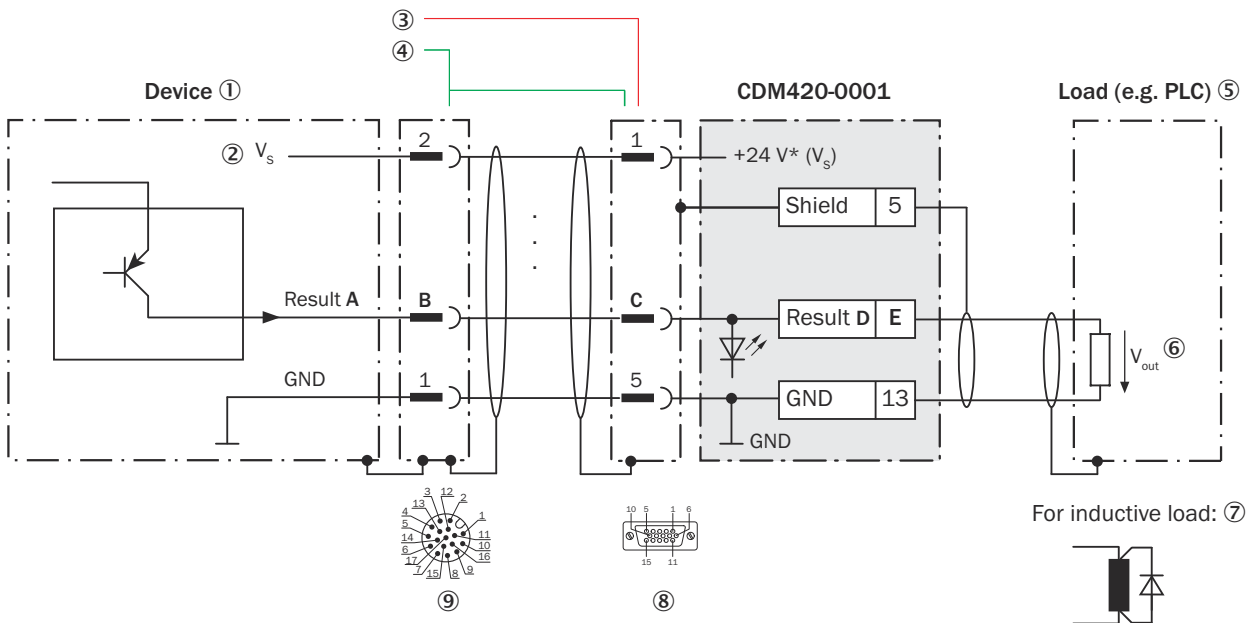 ③
④
Device ①
CDM420-0001
Load (e.g. PLC) ⑤
② Vs
2
1
+24 V* (Vs)
Shield 5
Result A
B
C
Result D E
Vout ⑥
GND
1
5
GND 13
GND
For inductive load: ⑦
3 12 2
13
4 1
5 11
14 10
6 16
17
7 15 8 9
10 5 1 6
15 11
⑨
⑧